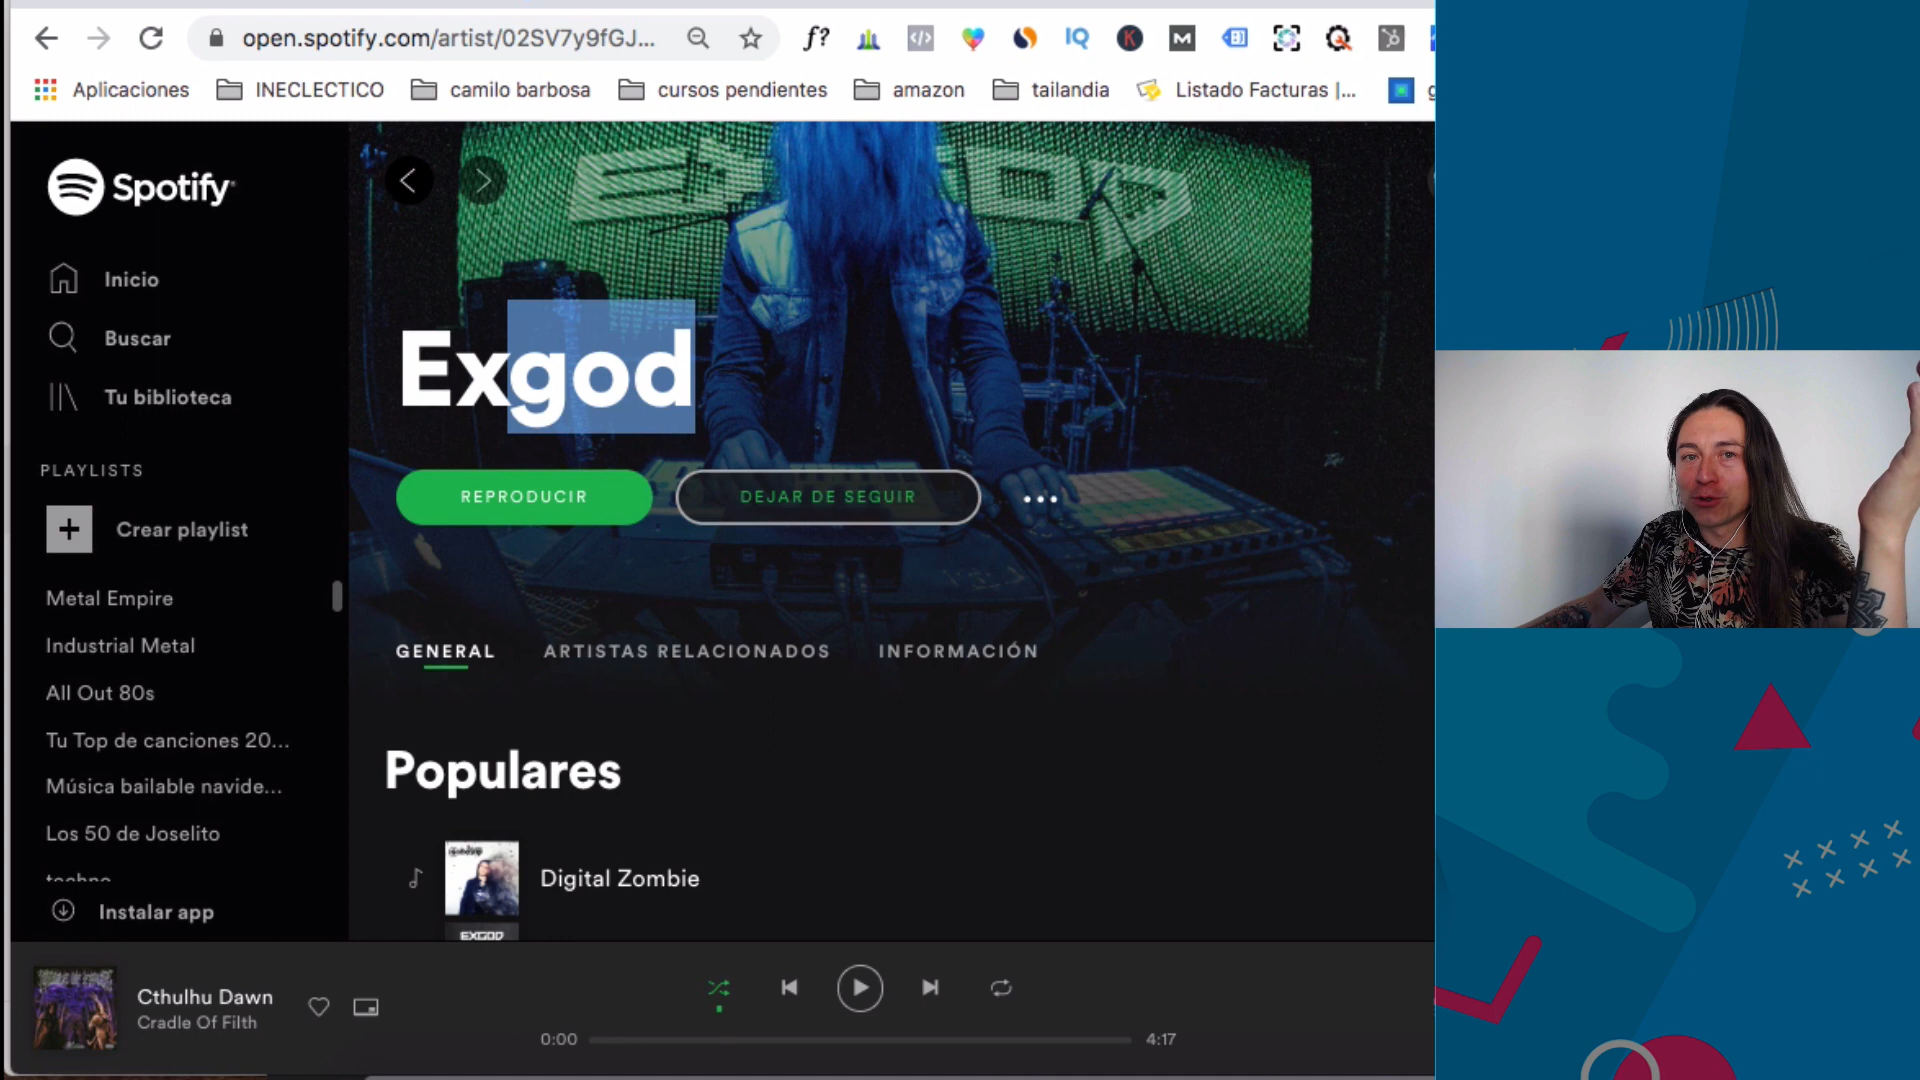 open.spotify.com/artist/02SV7y9fGJ...
f?
IQ
Aplicaciones
INECLECTICO
camilo barbosa
cursos pendientes
amazon
tailandia
Listado Facturas |...
Spotify
Inicio
Buscar
Tu biblioteca
PLAYLISTS
Crear playlist
Metal Empire
Industrial Metal
All Out 80s
Tu Top de canciones 20...
Música bailable navide...
Los 50 de Joselito
techno
Instalar app
EXGOD
Exgod
REPRODUCIR
DEJAR DE SEGUIR
GENERAL
ARTISTAS RELACIONADOS
INFORMACIÓN
Populares
Digital Zombie
EXGOD
Cthulhu Dawn
Cradle Of Filth
0:00
4:17